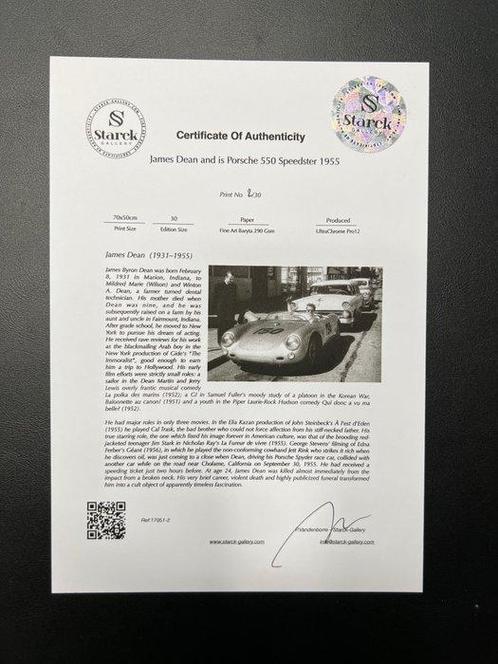 Starck
GALLERY
Certificate Of Authenticity
Starck
GALLERY
James Dean and is Porsche 550 Speedster 1955
Print No 2/30
70x50cm 30 Paper Produced
Print Size Edition Size Fine Art Baryta 290 Gsm UltraChrome Pro12
James Dean (1931–1955)
James Byron Dean was born February
8, 1931 in Marion, Indiana, to
Mildred Marie (Wilson) and Winton
A. Dean, a farmer turned dental
technician. His mother died when
Dean was nine, and he was
subsequently raised on a farm by his
aunt and uncle in Fairmount, Indiana.
After grade school, he moved to New
York to pursue his dream of acting.
He received rave reviews for his work
as the blackmailing Arab boy in the
New York production of Gide's "The
Immoralist", good enough to earn
him a trip to Hollywood. His early
film efforts were strictly small roles: a
sailor in the Dean Martin and Jerry
Lewis overly frantic musical comedy
La polka des marins (1952); a GI in Samuel Fuller's moody study of a platoon in the Korean War,
Baïonnette au canon! (1951) and a youth in the Piper Laurie-Rock Hudson comedy Qui donc a vu ma
belle? (1952).
He had major roles in only three movies. In the Elia Kazan production of John Steinbeck's À l'est d'Eden
(1955) he played Cal Trask, the bad brother who could not force affection from his stiff-necked father. His
true starring role, the one which fixed his image forever in American culture, was that of the brooding red-
jacketed teenager Jim Stark in Nicholas Ray's La Fureur de vivre (1955). George Stevens' filming of Edna
Ferber's Géant (1956), in which he played the non-conforming cowhand Jett Rink who strikes it rich when
he discovers oil, was just coming to a close when Dean, driving his Porsche Spyder race car, collided with
another car while on the road near Cholame, California on September 30, 1955. He had received a
speeding ticket just two hours before. At age 24, James Dean was killed almost immediately from the
impact from a broken neck. His very brief career, violent death and highly publicized funeral transformed
him into a cult object of apparently timeless fascination.
Ref:17051-2
P.Vandenborre - Starck-Gallery
www.starck-gallery.com info@starck-gallery.com